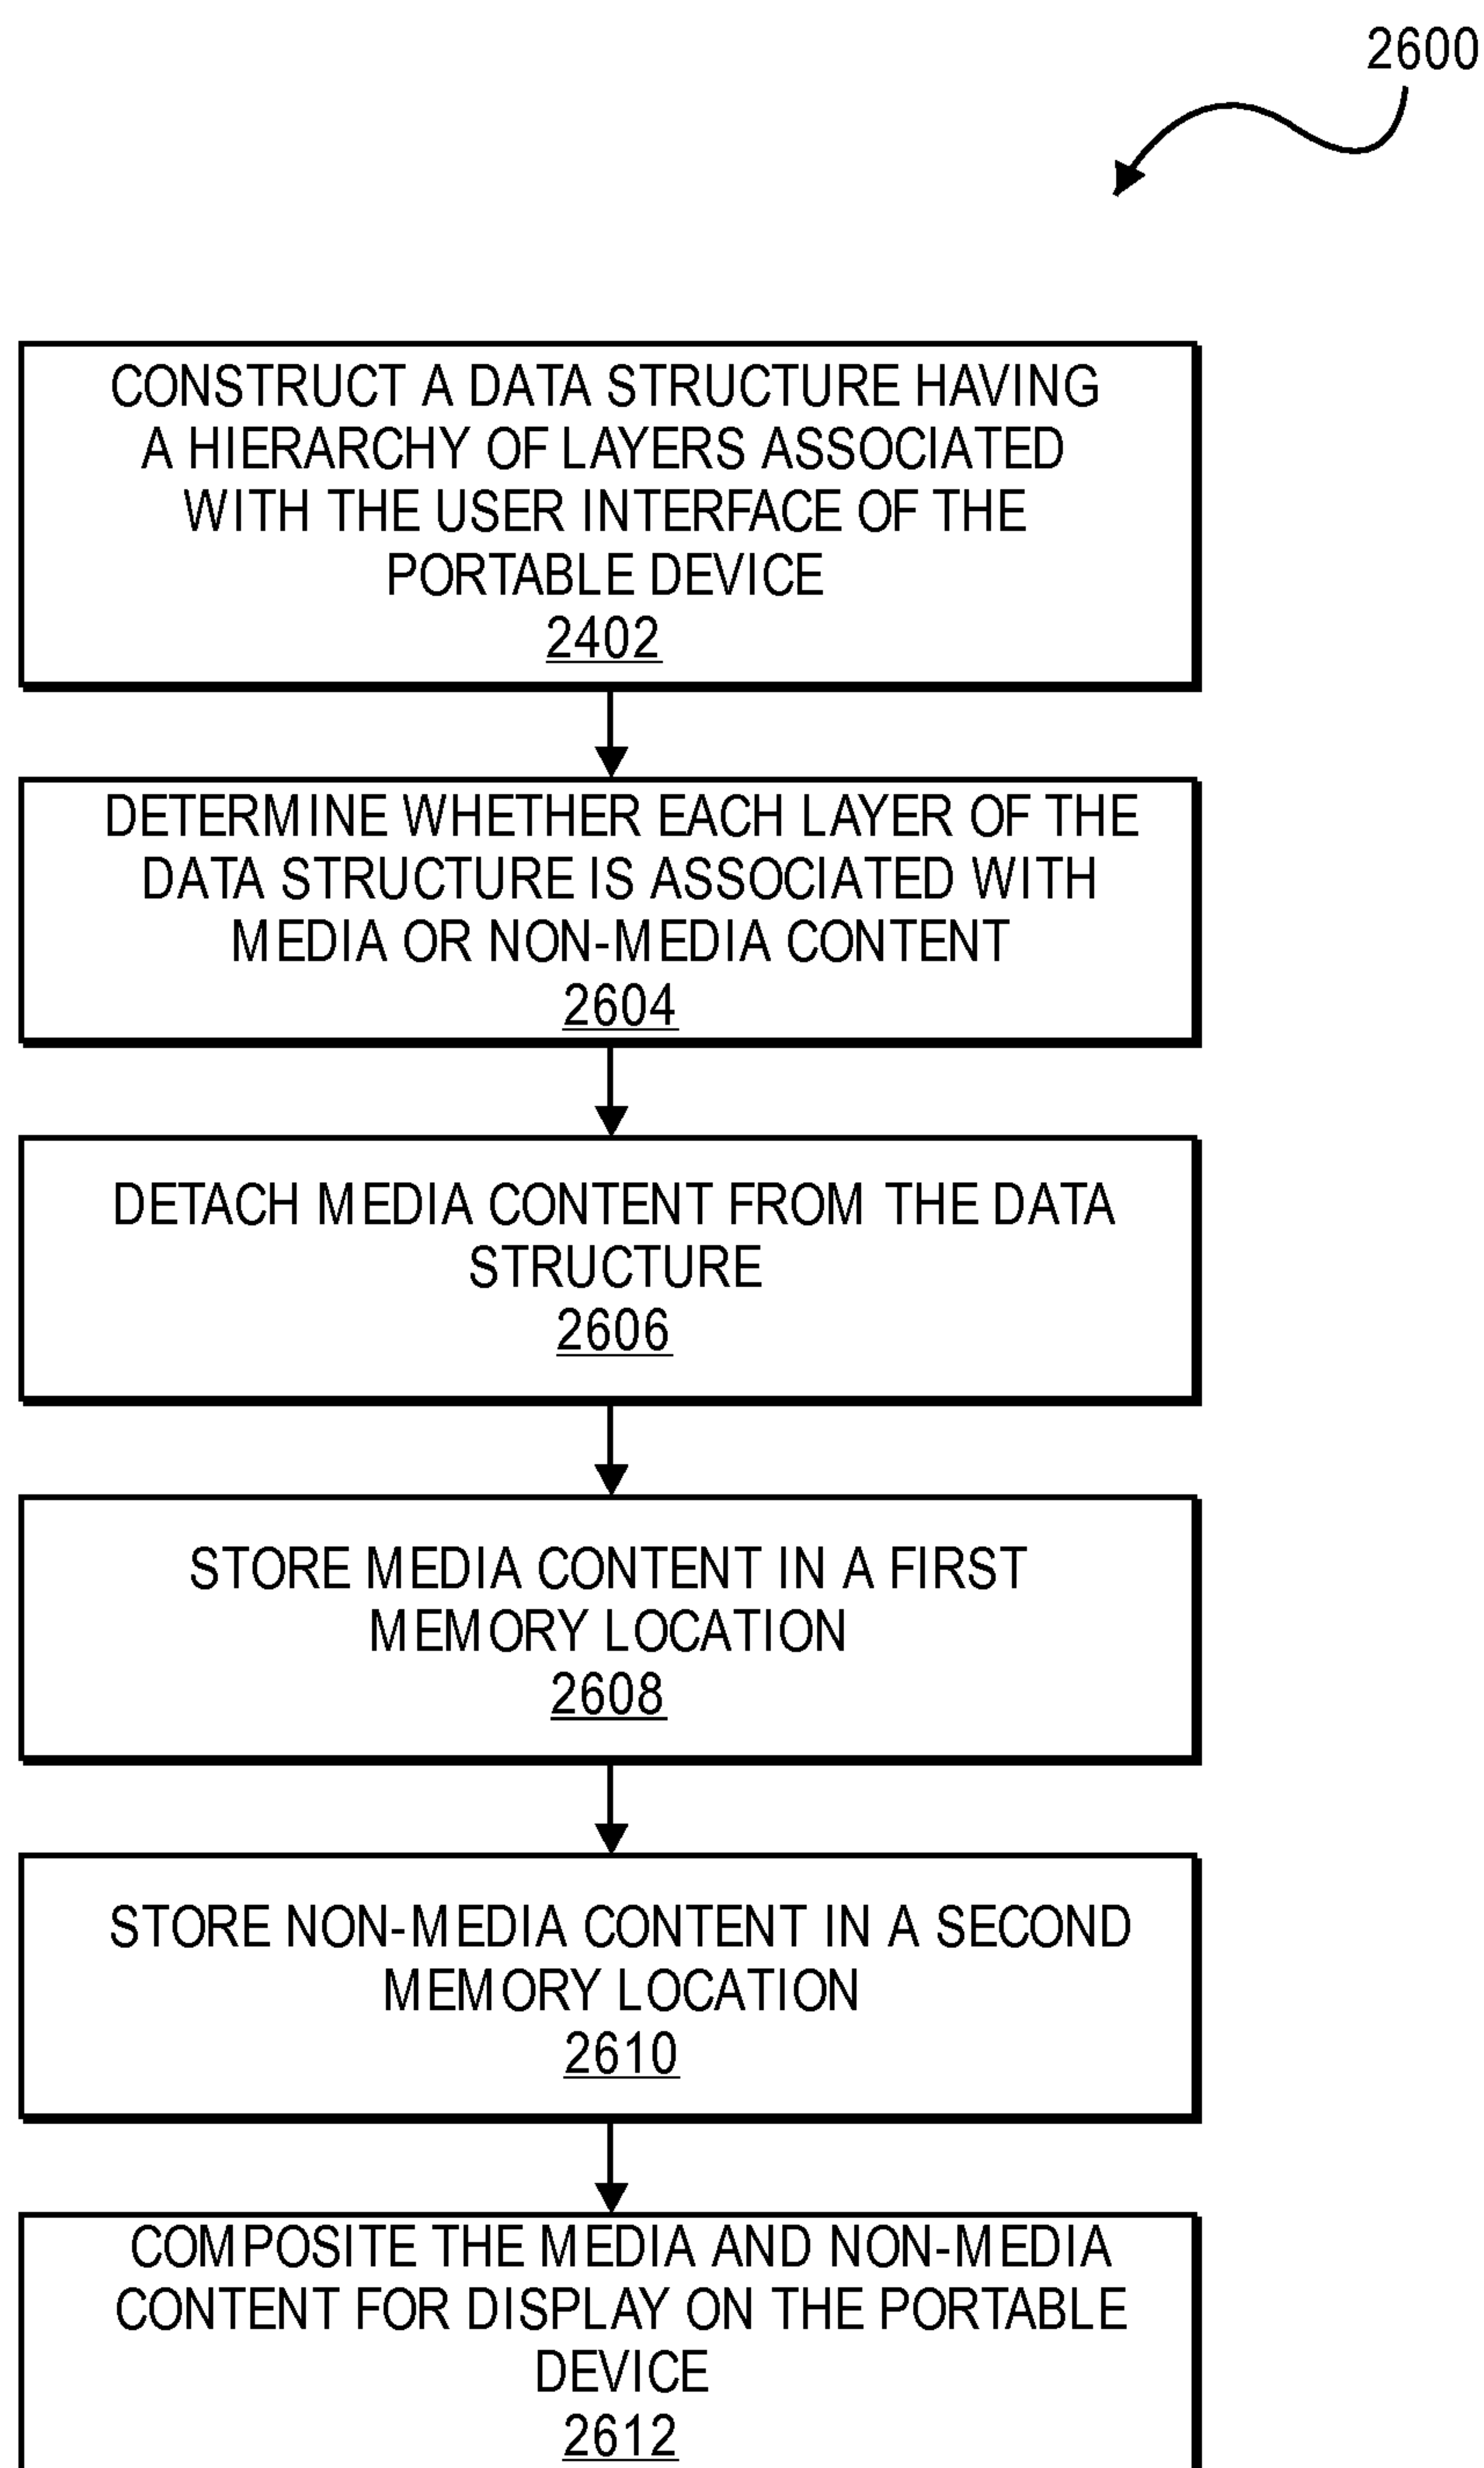 2600
CONSTRUCT A DATA STRUCTURE HAVING
A HIERARCHY OF LAYERS ASSOCIATED
WITH THE USER INTERFACE OF THE
PORTABLE DEVICE
2402
DETERMINE WHETHER EACH LAYER OF THE
DATA STRUCTURE IS ASSOCIATED WITH
MEDIA OR NON-MEDIA CONTENT
2604
DETACH MEDIA CONTENT FROM THE DATA
STRUCTURE
2606
STORE MEDIA CONTENT IN A FIRST
MEMORY LOCATION
2608
STORE NON-MEDIA CONTENT IN A SECOND
MEMORY LOCATION
2610
COMPOSITE THE MEDIA AND NON-MEDIA
CONTENT FOR DISPLAY ON THE PORTABLE
DEVICE
2612